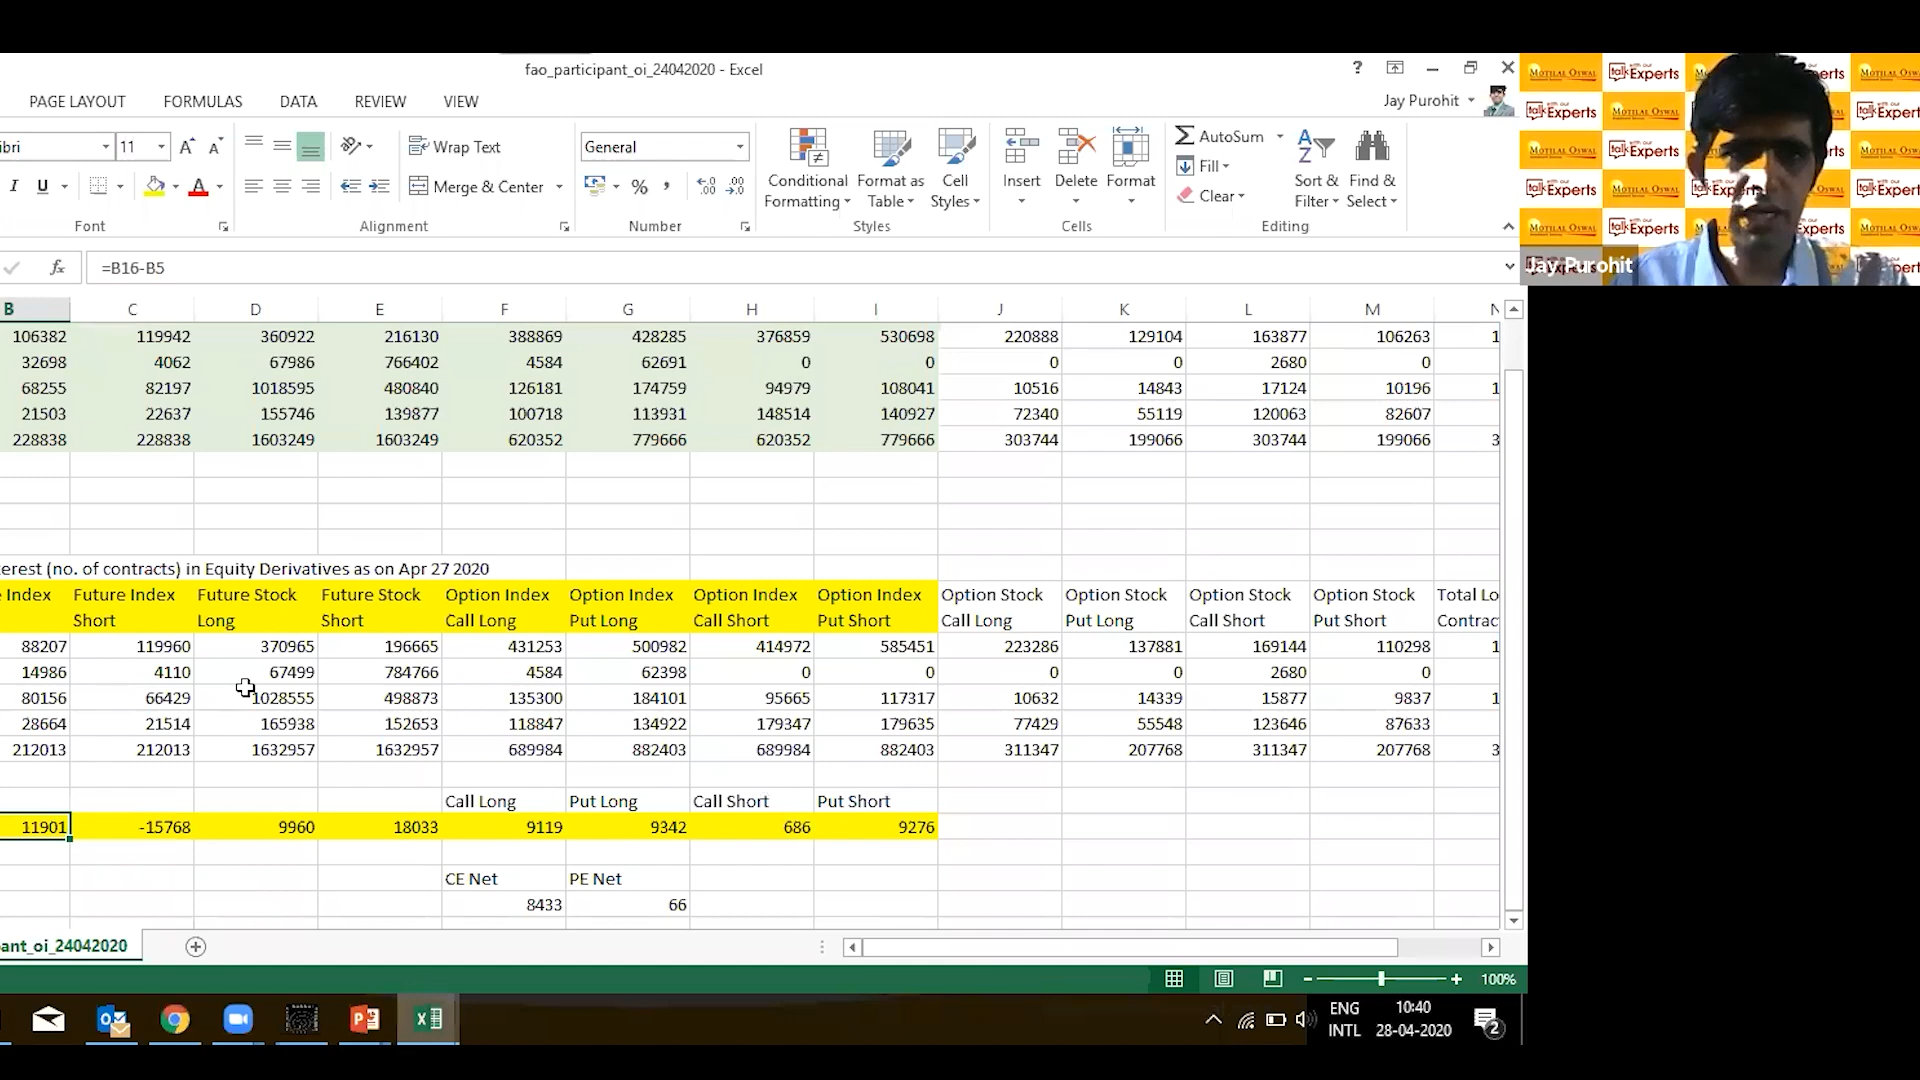 fao_participant_oi_24042020 - Excel
?
PAGE LAYOUT FORMULAS DATA REVIEW VIEW
Jay Purohit
11
Wrap Text
General
AutoSum
Fill
Clear
Merge & Center
Conditional Formatting
Format as Table
Cell Styles
Insert
Delete
Format
Sort & Filter
Find & Select
Font
Alignment
Number
Styles
Cells
Editing
fx =B16-B5
B C D E F G H I J K L M
106382 119942 360922 216130 388869 428285 376859 530698 220888 129104 163877 106263 1
32698 4062 67986 766402 4584 62691 0 0 0 0 2680 0
68255 82197 1018595 480840 126181 174759 94979 108041 10516 14843 17124 10196 1
21503 22637 155746 139877 100718 113931 148514 140927 72340 55119 120063 82607
228838 228838 1603249 1603249 620352 779666 620352 779666 303744 199066 303744 199066 3
terest (no. of contracts) in Equity Derivatives as on Apr 27 2020
Index Future Index Future Stock Future Stock Option Index Option Index Option Index Option Index Option Stock Option Stock Option Stock Option Stock Total Lo
Short Long Short Call Long Put Long Call Short Put Short Call Long Put Long Call Short Put Short Contrac
88207 119960 370965 196665 431253 500982 414972 585451 223286 137881 169144 110298 1
14986 4110 67499 784766 4584 62398 0 0 0 0 2680 0
80156 66429 1028555 498873 135300 184101 95665 117317 10632 14339 15877 9837 1
28664 21514 165938 152653 118847 134922 179347 179635 77429 55548 123646 87633
212013 212013 1632957 1632957 689984 882403 689984 882403 311347 207768 311347 207768 3
Call Long Put Long Call Short Put Short
11901 -15768 9960 18033 9119 9342 686 9276
CE Net PE Net
8433 66
ant_oi_24042020
100%
ENG
INTL
10:40
28-04-2020
2
MOTILAL OSWAL
talk with our Experts
Jay Purohit